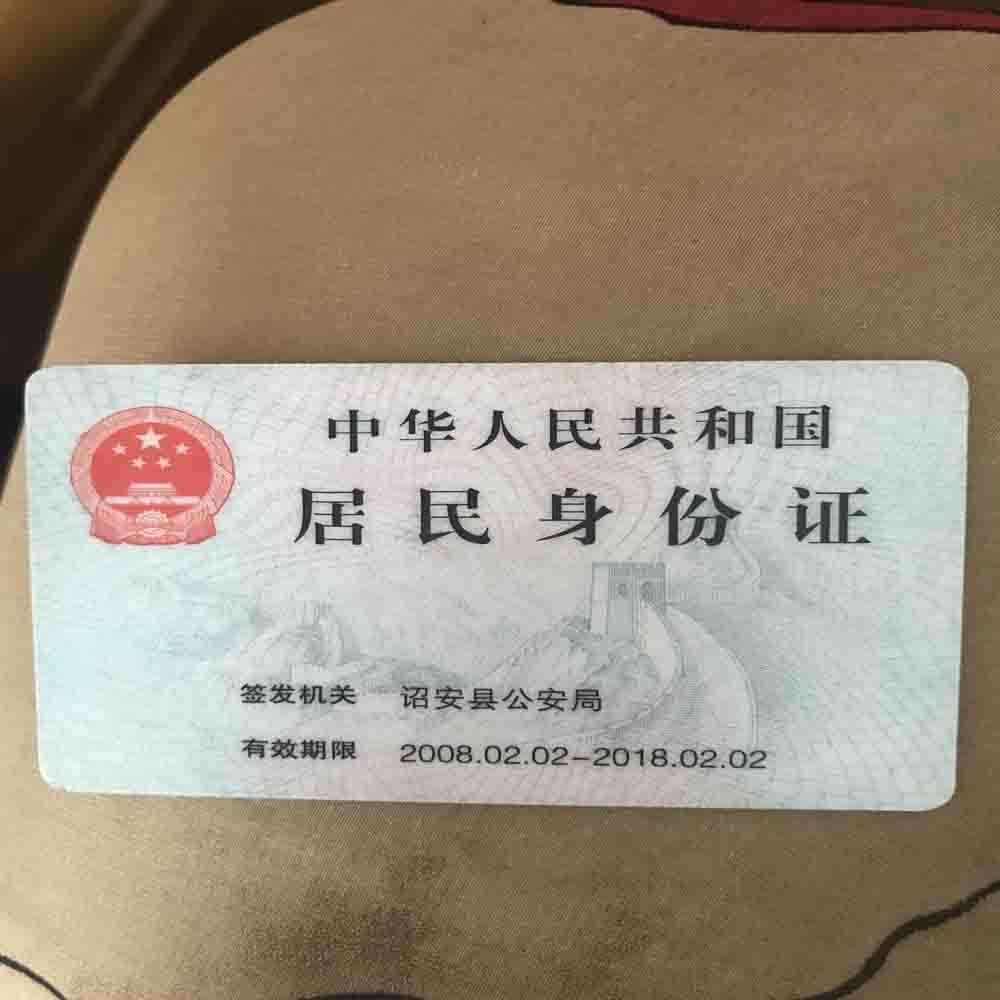 中华人民共和国
居民身份证
签发机关 诏安县公安局
有效期限 2008.02.02-2018.02.02